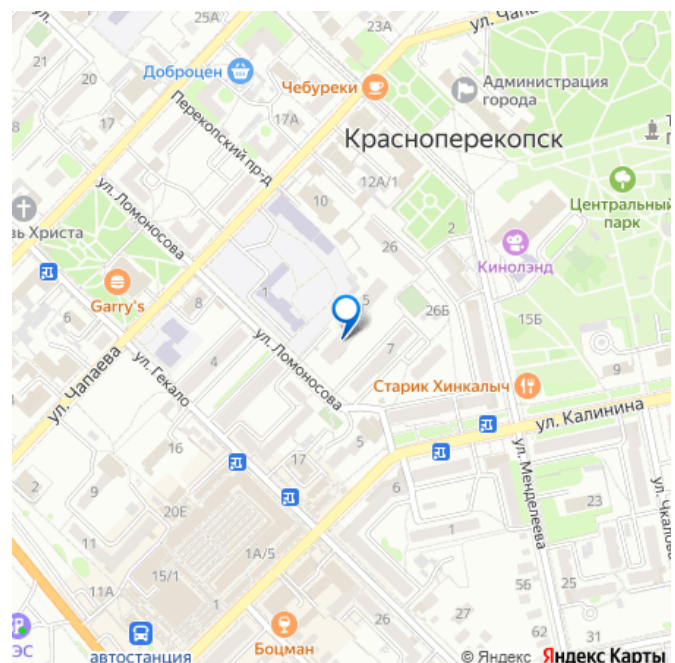 25А
23А
ул. Чапа
ул.
21
20
Доброцен
Чебуреки
Администрация
города
17А
Перекопский пр-д
Красноперекопск
12А/1
10
Центральный
парк
ул. Ломоносова
вь Христа
2
26
Кинолэнд
Garry's
6
8
1
5
26Б
15Б
ул. Чапаева
ул. Гекало
4
ул. Ломоносова
7
9
Старик Хинкалыч
ул. Калинина
16
17
5
ул. Менделеева
2
9
6
23
ул. Чкалова
20Е
11
1А/5
1
15/1
11А
56
25
1
26
27
62
31
ЭС
автостанция
Боцман
© Яндекс Яндекс Карты